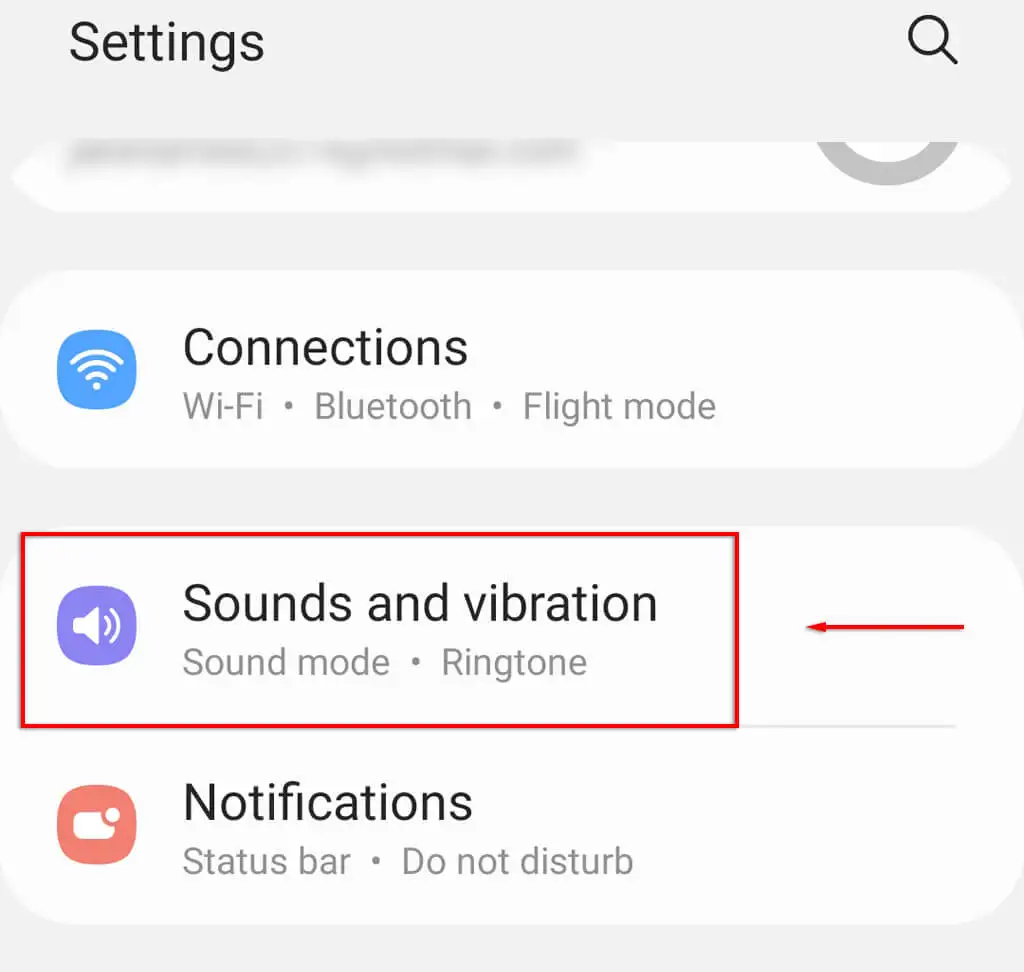 Settings
Connections
Wi-Fi • Bluetooth • Flight mode
Sounds and vibration
Sound mode • Ringtone
Notifications
Status bar • Do not disturb